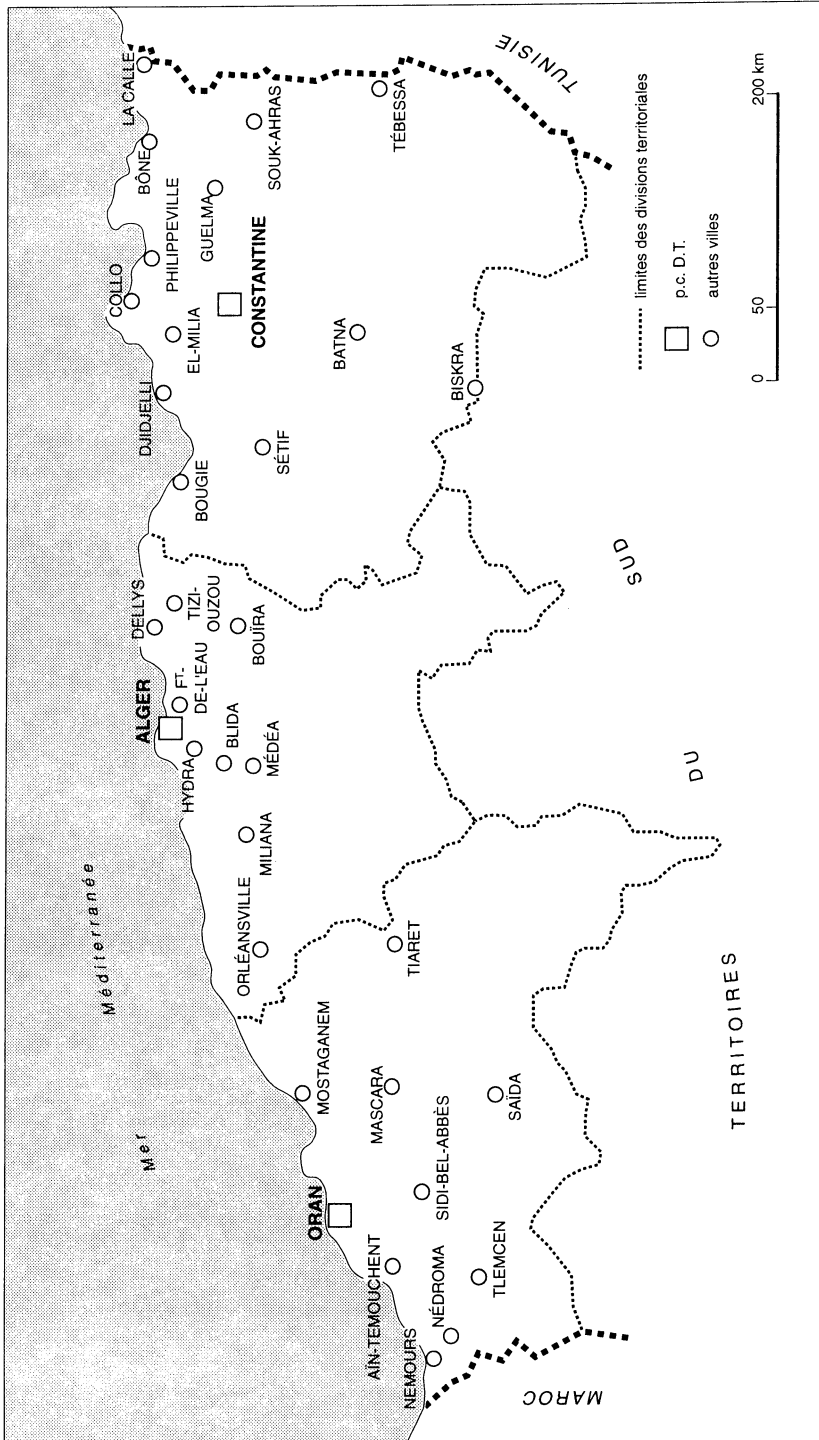 Mer
Méditerranée
MAROC
TUNISIE
TERRITOIRES
DU
SUD
NEMOURS
NÉDROMA
AÏN-TEMOUCHENT
TLEMCEN
ORAN
SIDI-BEL-ABBÈS
MASCARA
SAÏDA
MOSTAGANEM
TIARET
ORLÉANSVILLE
MILIANA
HYDRA
BLIDA
MÉDÉA
ALGER
FT-
DE-L'EAU
DELLYS
TIZI-
OUZOU
BOUÏRA
BOUGIE
SÉTIF
DJIDJELLI
EL-MILIA
COLLO
PHILIPPEVILLE
CONSTANTINE
BATNA
BISKRA
GUELMA
BÔNE
SOUK-AHRAS
LA CALLE
TÉBESSA
limites des divisions territoriales
p.c. D.T.
autres villes
0 50 200 km